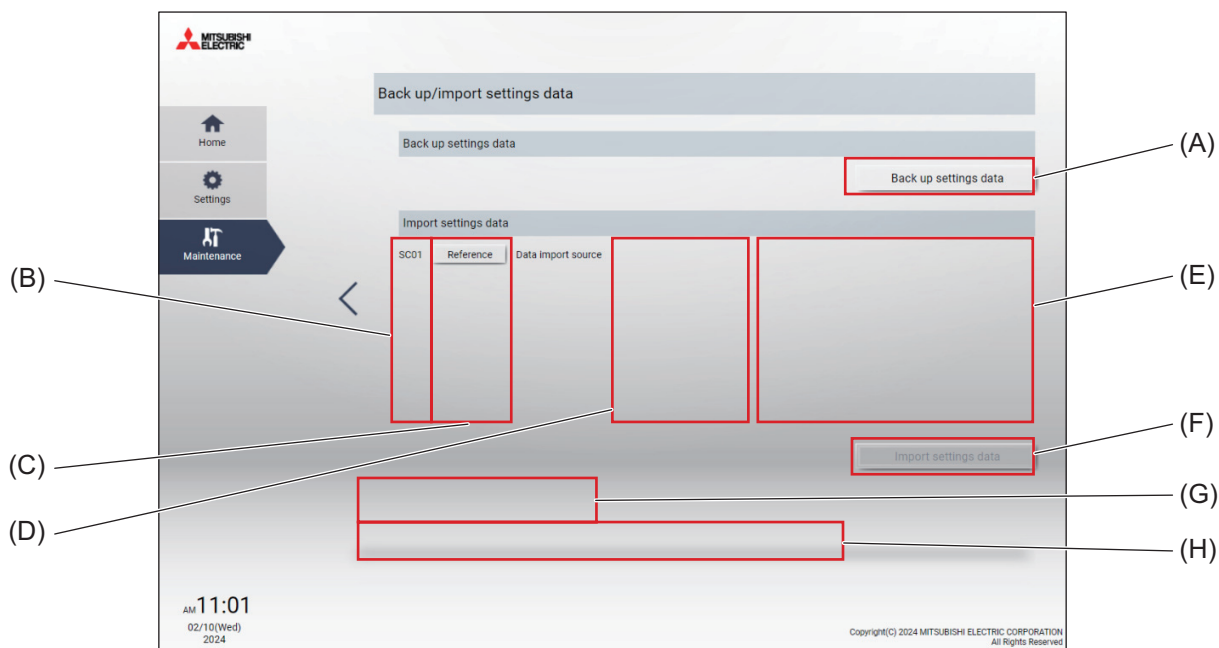 MITSUBISHI
ELECTRIC
Back up/import settings data
Home
Back up settings data
(A)
Back up settings data
Settings
Import settings data
Maintenance
SC01 Reference Data import source
(B)
(E)
(F)
Import settings data
(C)
(G)
(D)
(H)
AM 11:01
02/10(Wed)
2024
Copyright(C) 2024 MITSUBISHI ELECTRIC CORPORATION
All Rights Reserved